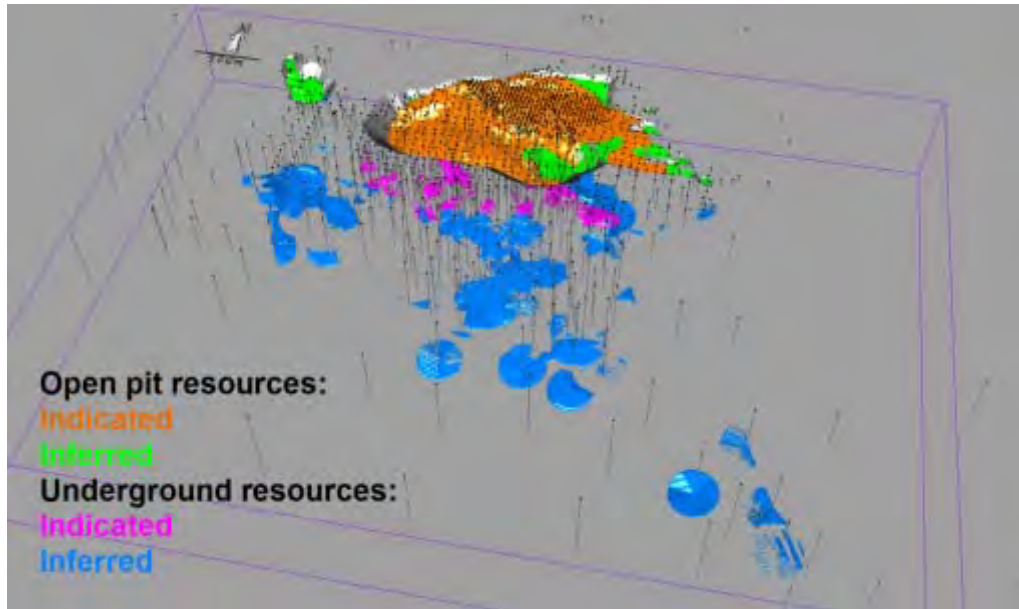 Open pit resources:
Indicated
Inferred
Underground resources:
Indicated
Inferred